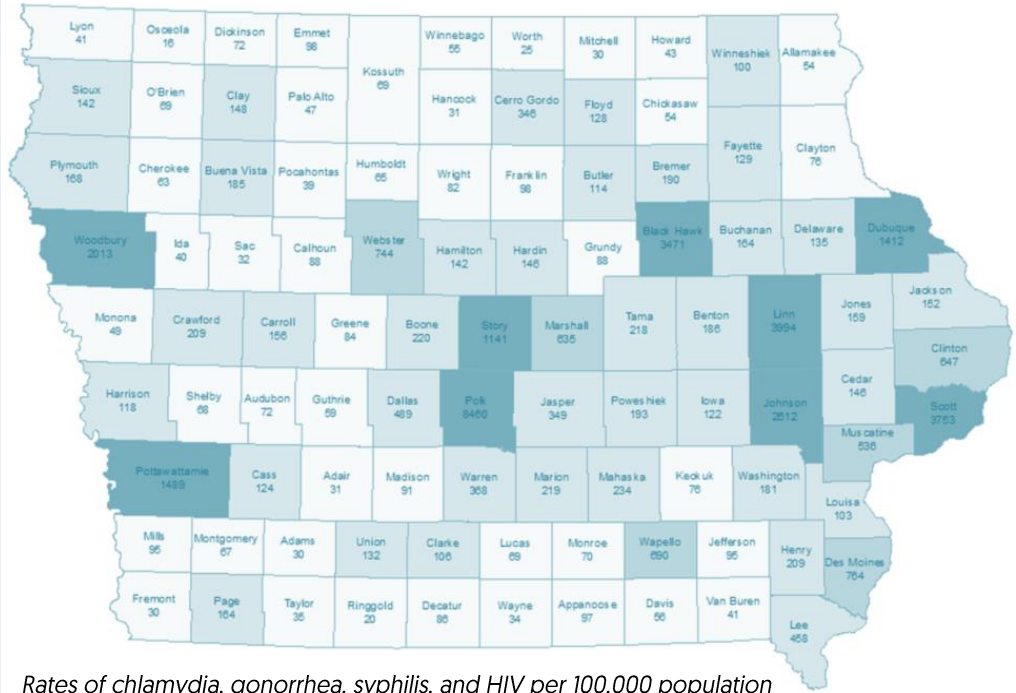 Lyon
41
Osceola
16
Dickinson
72
Emmet
98
Kossuth
69
Winnebago
55
Worth
25
Mitchell
30
Howard
43
Winneshiek
100
Allamakee
54
Sioux
142
O'Brien
69
Clay
148
Palo Alto
47
Hancock
31
Cerro Gordo
346
Floyd
128
Chickasaw
54
Fayette
129
Clayton
76
Plymouth
168
Cherokee
63
Buena Vista
185
Pocahontas
39
Humboldt
65
Wright
82
Franklin
98
Butler
114
Bremer
190
Woodbury
2013
Ida
40
Sac
32
Calhoun
88
Webster
744
Hamilton
142
Hardin
146
Grundy
88
Black Hawk
3471
Buchanan
164
Delaware
135
Dubuque
1412
Monona
49
Crawford
209
Carroll
156
Greene
84
Boone
220
Story
1141
Marshall
635
Tama
218
Benton
186
Linn
3994
Jones
159
Jackson
152
Clinton
647
Harrison
118
Shelby
68
Audubon
72
Guthrie
59
Dallas
489
Polk
8460
Jasper
349
Poweshiek
193
Iowa
122
Johnson
2612
Cedar
146
Scott
3753
Muscatine
536
Pottawattamie
1489
Cass
124
Adair
31
Madison
91
Warren
368
Marion
219
Mahaska
234
Keokuk
76
Washington
181
Louisa
103
Mills
95
Montgomery
67
Adams
30
Union
132
Clarke
106
Lucas
69
Monroe
70
Wapello
690
Jefferson
95
Henry
209
Des Moines
764
Fremont
30
Page
164
Taylor
35
Ringgold
20
Decatur
86
Wayne
34
Appanoose
97
Davis
56
Van Buren
41
Lee
458
Rates of chlamydia, gonorrhea, syphilis, and HIV per 100,000 population